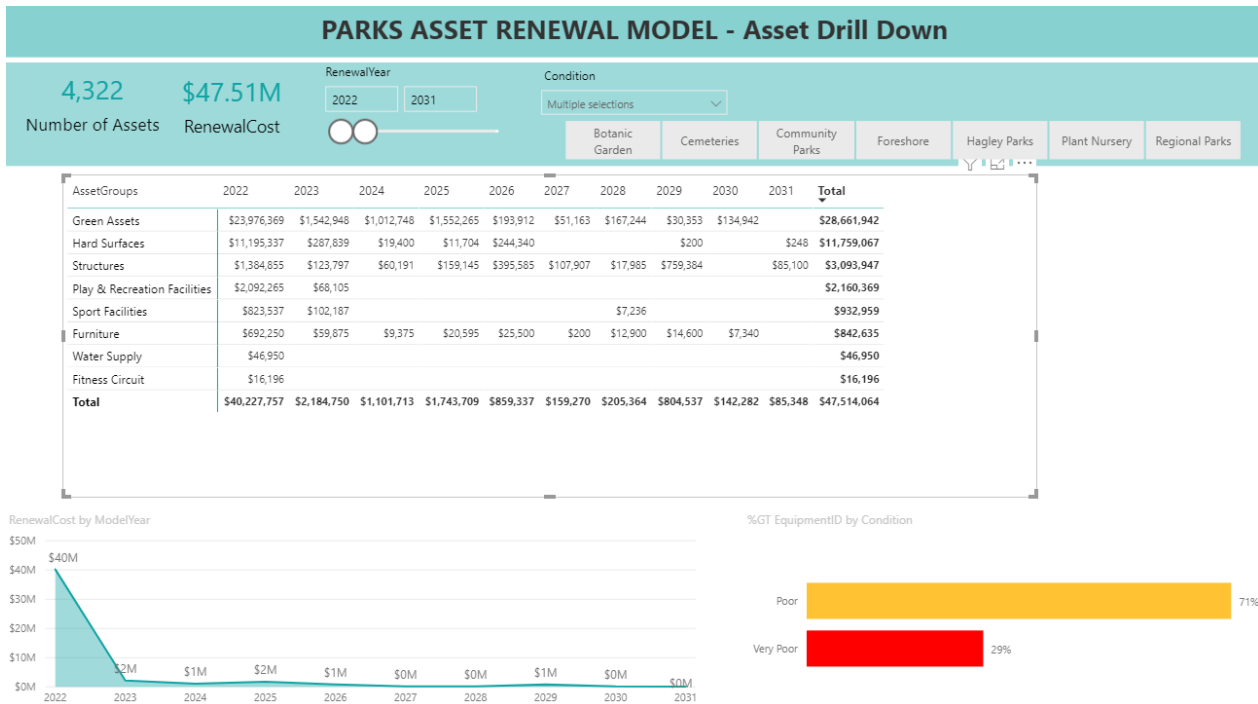 PARKS ASSET RENEWAL MODEL - Asset Drill Down
4,322
Number of Assets
$47.51M
RenewalCost
RenewalYear
2022 2031
Condition
Multiple selections
Botanic
Garden
Cemeteries
Community
Parks
Foreshore
Hagley Parks
Plant Nursery
Regional Parks
AssetGroups 2022 2023 2024 2025 2026 2027 2028 2029 2030 2031 Total
Green Assets $23,976,369 $1,542,948 $1,012,748 $1,552,265 $193,912 $51,163 $167,244 $30,353 $134,942 $28,661,942
Hard Surfaces $11,195,337 $287,839 $19,400 $11,704 $244,340 $200 $248 $11,759,067
Structures $1,384,855 $123,797 $60,191 $159,145 $395,585 $107,907 $17,985 $759,384 $85,100 $3,093,947
Play & Recreation Facilities $2,092,265 $68,105 $2,160,369
Sport Facilities $823,537 $102,187 $7,236 $932,959
Furniture $692,250 $59,875 $9,375 $20,595 $25,500 $200 $12,900 $14,600 $7,340 $842,635
Water Supply $46,950 $46,950
Fitness Circuit $16,196 $16,196
Total $40,227,757 $2,184,750 $1,101,713 $1,743,709 $859,337 $159,270 $205,364 $804,537 $142,282 $85,348 $47,514,064
RenewalCost by ModelYear
$50M
$40M
$30M
$20M
$10M
$0M
$40M
$2M
$1M
$2M
$1M
$0M
$0M
$1M
$0M
$0M
2022 2023 2024 2025 2026 2027 2028 2029 2030 2031
%GT EquipmentID by Condition
Poor 71%
Very Poor 29%